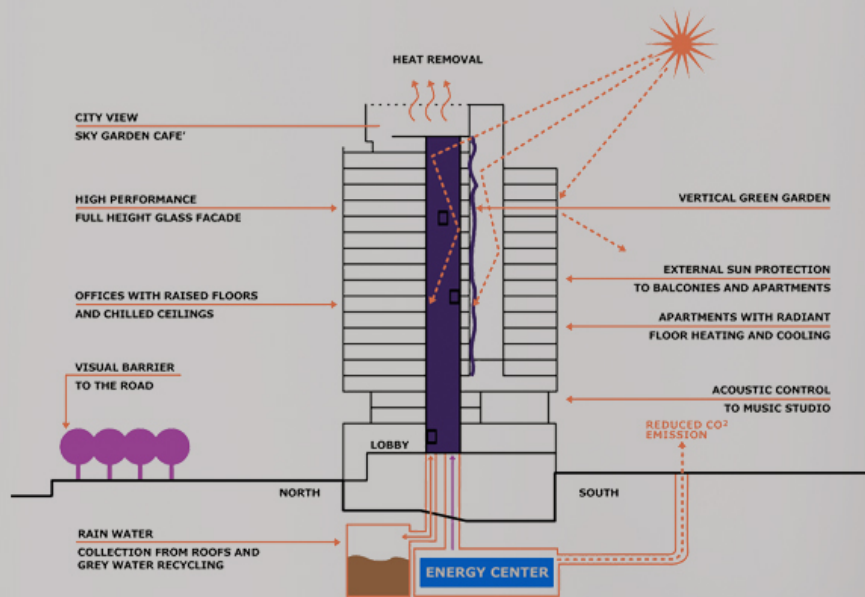 HEAT REMOVAL
CITY VIEW
SKY GARDEN CAFE'
HIGH PERFORMANCE
FULL HEIGHT GLASS FACADE
VERTICAL GREEN GARDEN
OFFICES WITH RAISED FLOORS
AND CHILLED CEILINGS
EXTERNAL SUN PROTECTION
TO BALCONIES AND APARTMENTS
APARTMENTS WITH RADIANT
FLOOR HEATING AND COOLING
VISUAL BARRIER
TO THE ROAD
ACOUSTIC CONTROL
TO MUSIC STUDIO
REDUCED CO²
EMISSION
LOBBY
NORTH
SOUTH
RAIN WATER
COLLECTION FROM ROOFS AND
GREY WATER RECYCLING
ENERGY CENTER